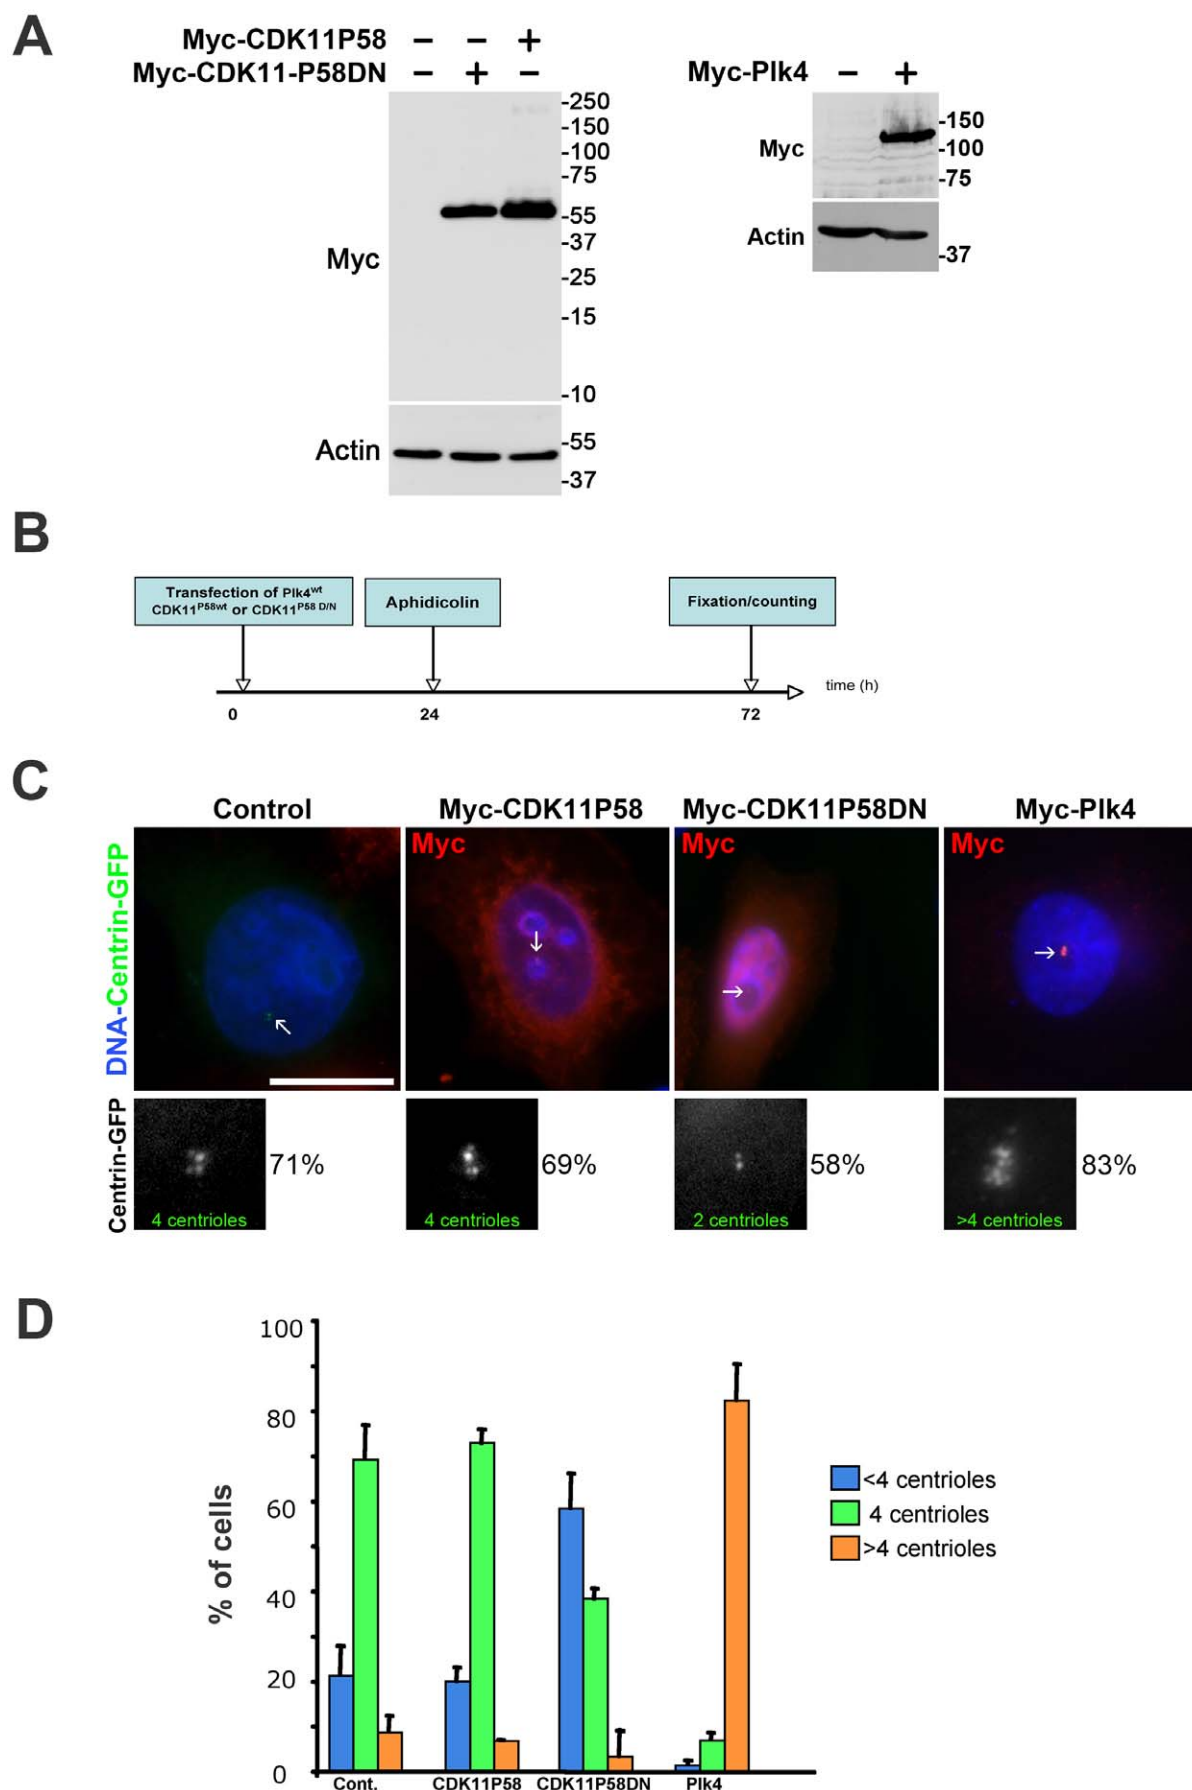 A
Myc-CDK11P58 – – +
Myc-CDK11-P58DN – + –
Myc
-250
-150
-100
-75
-55
-37
-25
-15
-10
Actin
-55
-37
Myc-Plk4 – +
Myc
-150
-100
-75
Actin
-37
B
Transfection of Plk4wt
CDK11P58wt or CDK11P58 D/N
Aphidicolin
Fixation/counting
time (h)
0 24 72
C
Control Myc-CDK11P58 Myc-CDK11P58DN Myc-Plk4
DNA-Centrin-GFP
Myc Myc Myc
Centrin-GFP
71% 69% 58% 83%
4 centrioles 4 centrioles 2 centrioles >4 centrioles
D
% of cells
100
80
60
40
20
0
Cont. CDK11P58 CDK11P58DN Plk4
<4 centrioles
4 centrioles
>4 centrioles